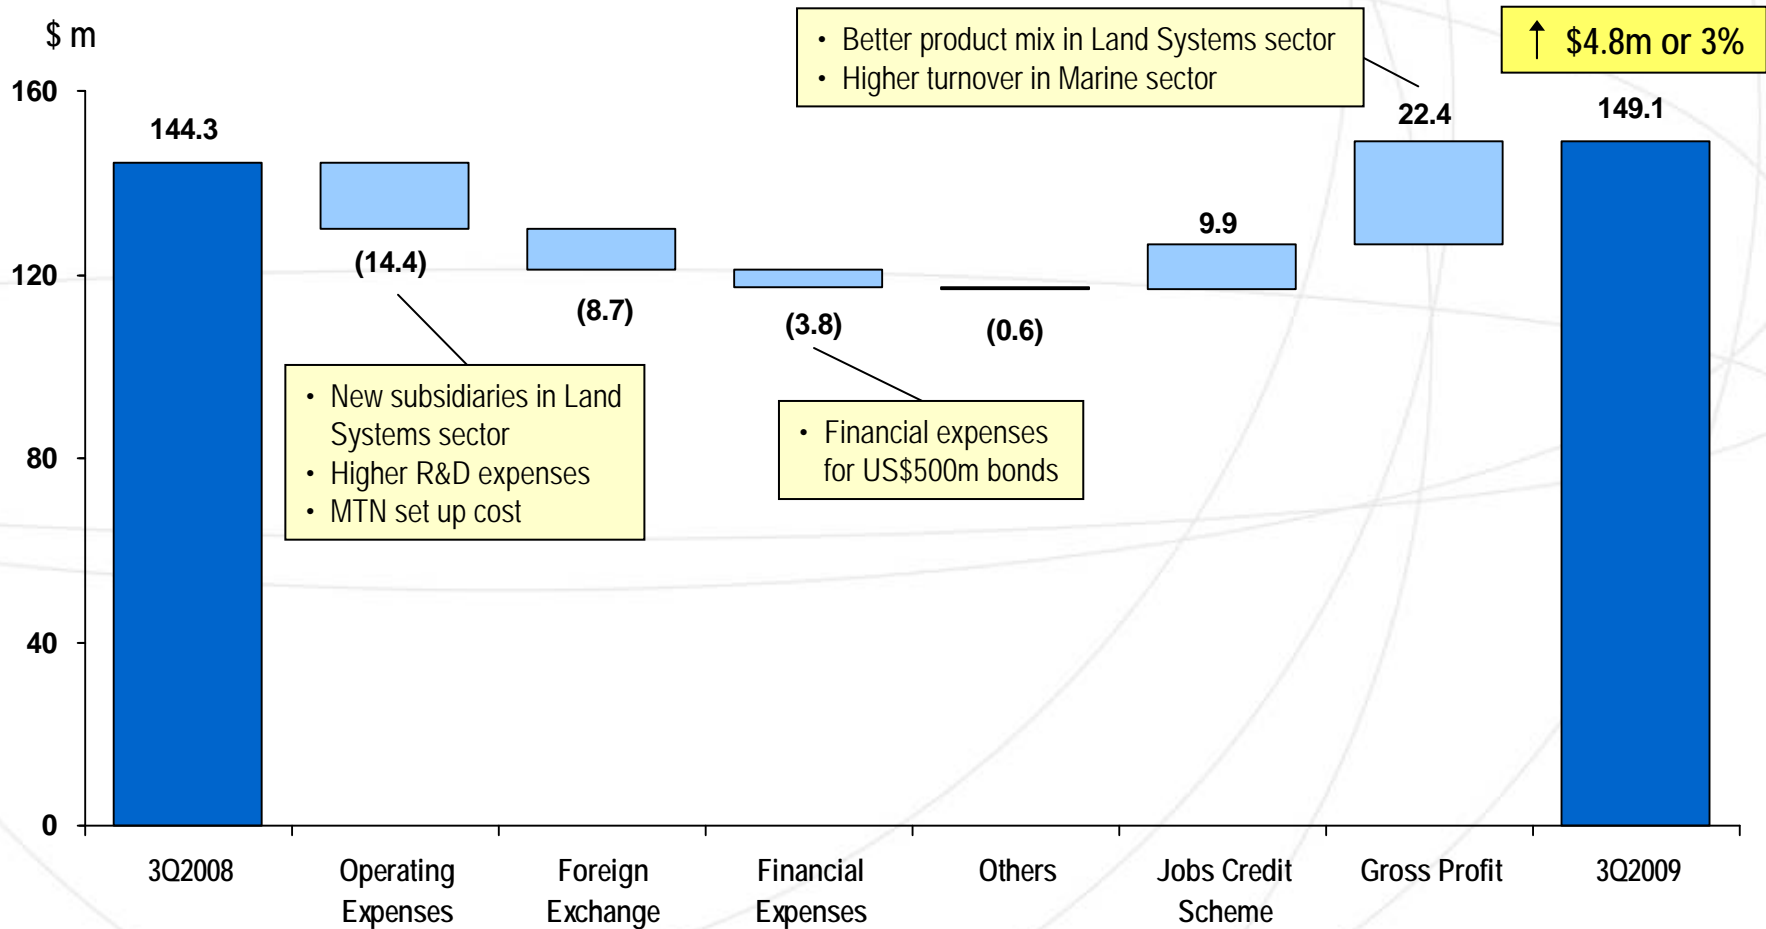 $ m
• Better product mix in Land Systems sector
• Higher turnover in Marine sector
↑ $4.8m or 3%
160
120
80
40
0
144.3
(14.4)
(8.7)
(3.8)
(0.6)
9.9
22.4
149.1
• New subsidiaries in Land
Systems sector
• Higher R&D expenses
• MTN set up cost
• Financial expenses
for US$500m bonds
3Q2008
Operating
Expenses
Foreign
Exchange
Financial
Expenses
Others
Jobs Credit
Scheme
Gross Profit
3Q2009